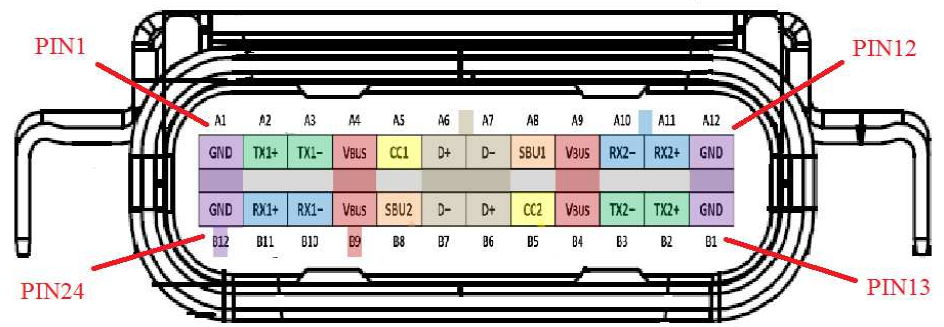 PIN1 PIN12
A1 A2 A3 A4 A5 A6 A7 A8 A9 A10 A11 A12
GND TX1+ TX1− VBUS CC1 D+ D− SBU1 VBUS RX2− RX2+ GND
GND RX1+ RX1− VBUS SBU2 D− D+ CC2 VBUS TX2− TX2+ GND
B12 B11 B10 B9 B8 B7 B6 B5 B4 B3 B2 B1
PIN24 PIN13